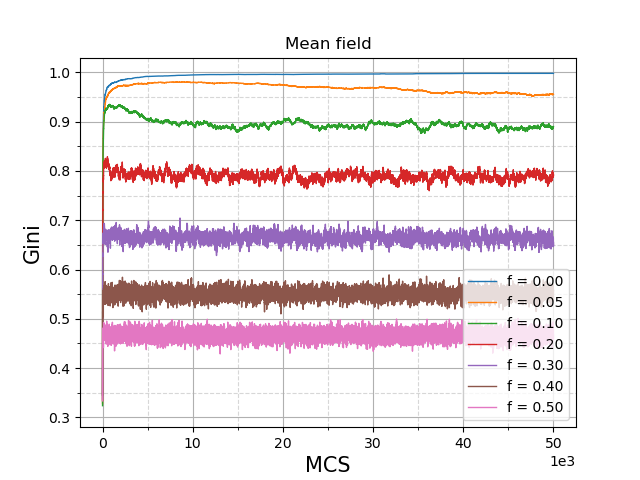 Mean field
Gini
1.0
0.9
0.8
0.7
0.6
0.5
0.4
0.3
f = 0.00
f = 0.05
f = 0.10
f = 0.20
f = 0.30
f = 0.40
f = 0.50
0 10 20 30 40 50
1e3
MCS